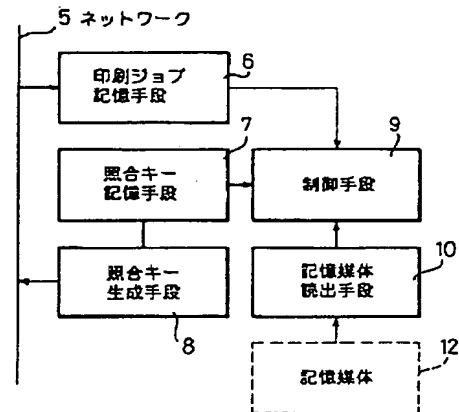 5 ネットワーク
6
印刷ジョブ
記憶手段
7
照合キー
記憶手段
9
制御手段
照合キー
生成手段
8
10
記憶媒体
読出手段
12
記憶媒体